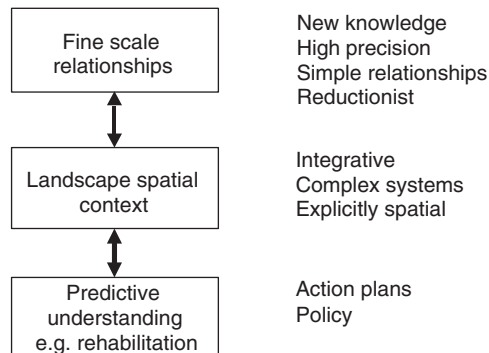 Fine scale
relationships
New knowledge
High precision
Simple relationships
Reductionist
Landscape spatial
context
Integrative
Complex systems
Explicitly spatial
Predictive
understanding
e.g. rehabilitation
Action plans
Policy